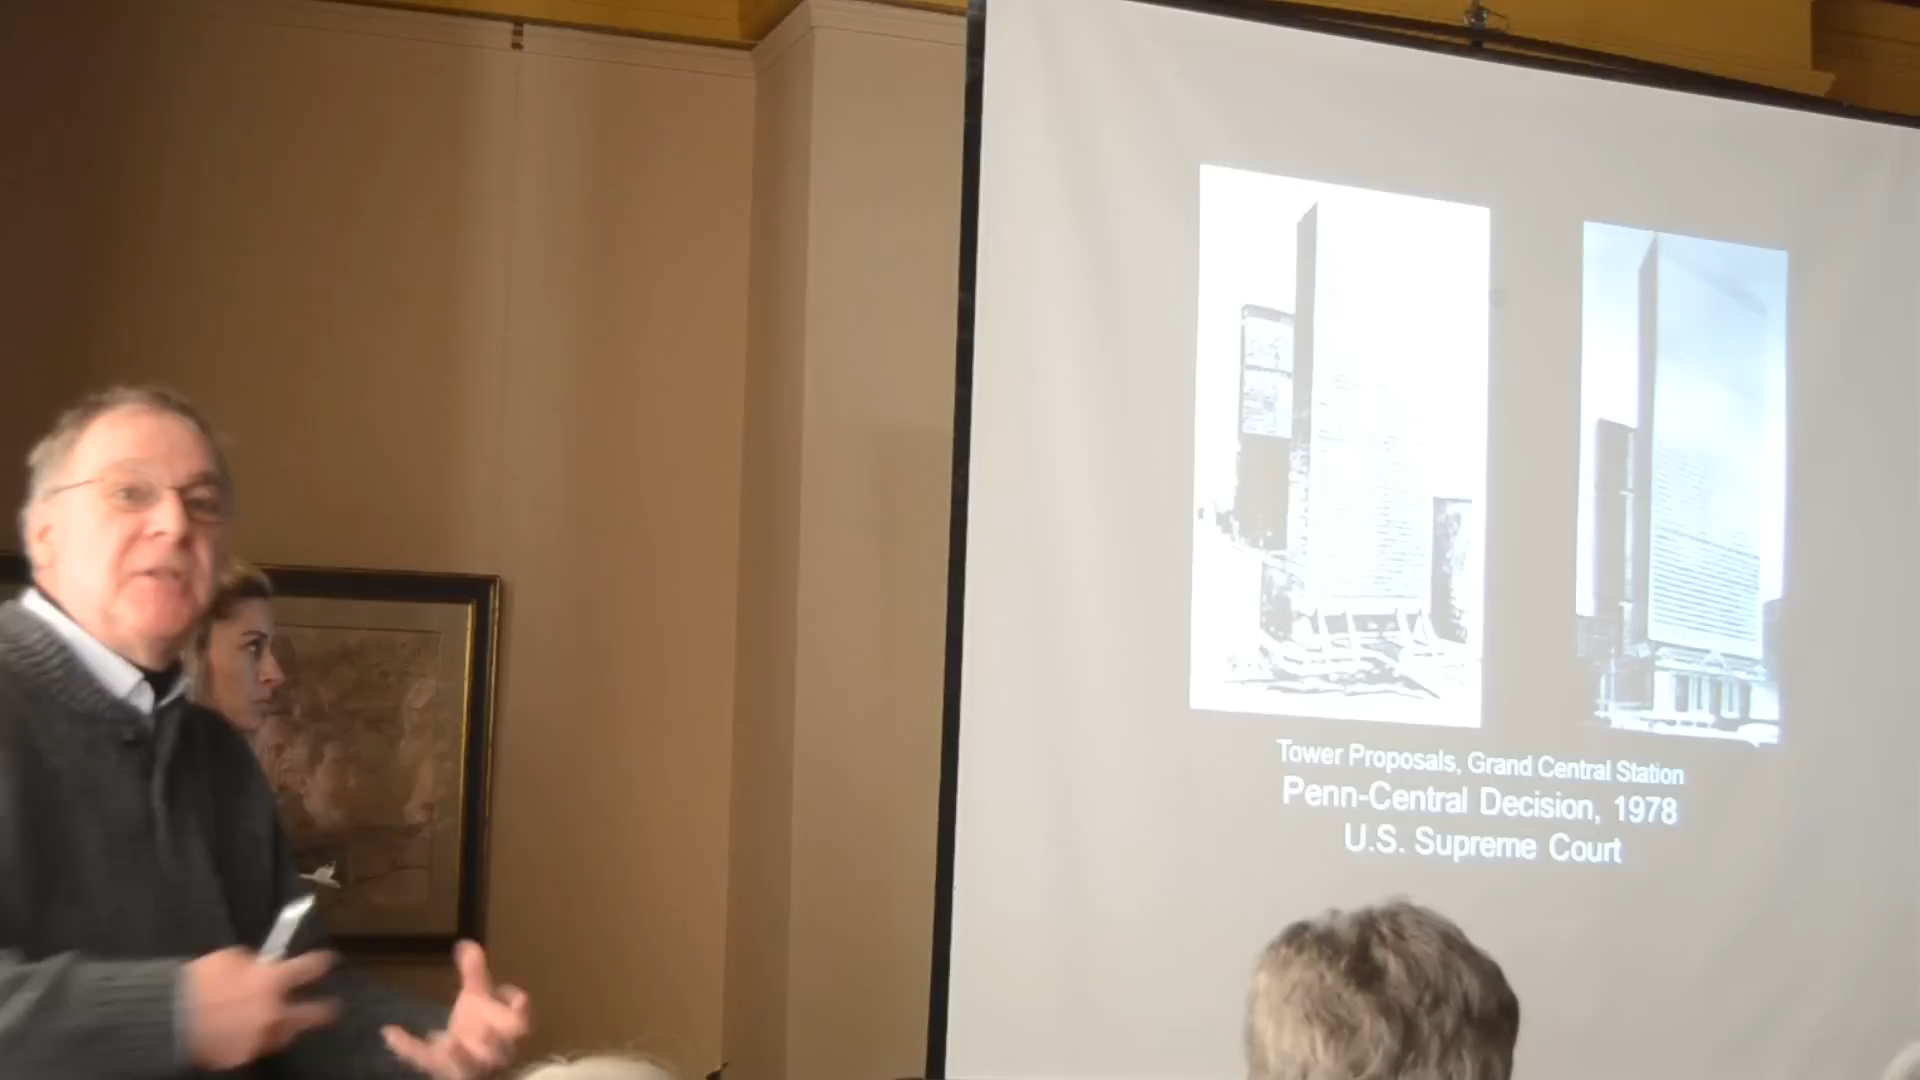 Tower Proposals, Grand Central Station
Penn-Central Decision, 1978
U.S. Supreme Court